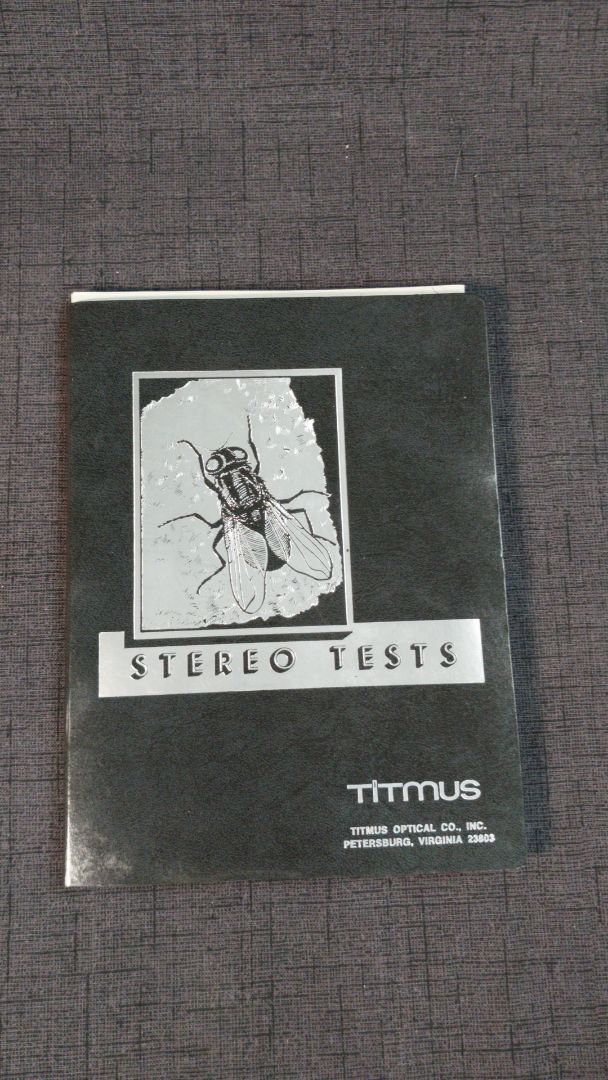 STEREO TESTS
TITMUS
TITMUS OPTICAL CO., INC.
PETERSBURG, VIRGINIA 23803